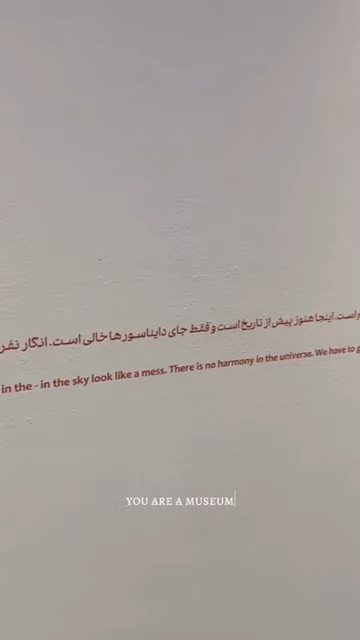 است. اینجا هنوز پیش از تاریخ است و فقط جای دایناسورها خالی است. انگار نفر
in the - in the sky look like a mess. There is no harmony in the universe. We have to g
YOU ARE A MUSEUM